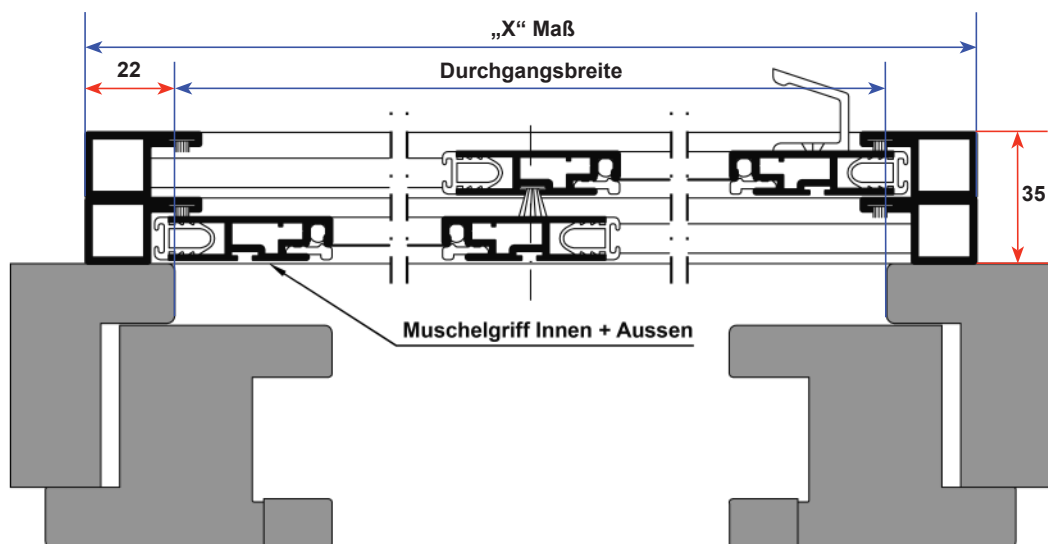 „X“ Maß
22
Durchgangsbreite
35
Muschelgriff Innen + Aussen